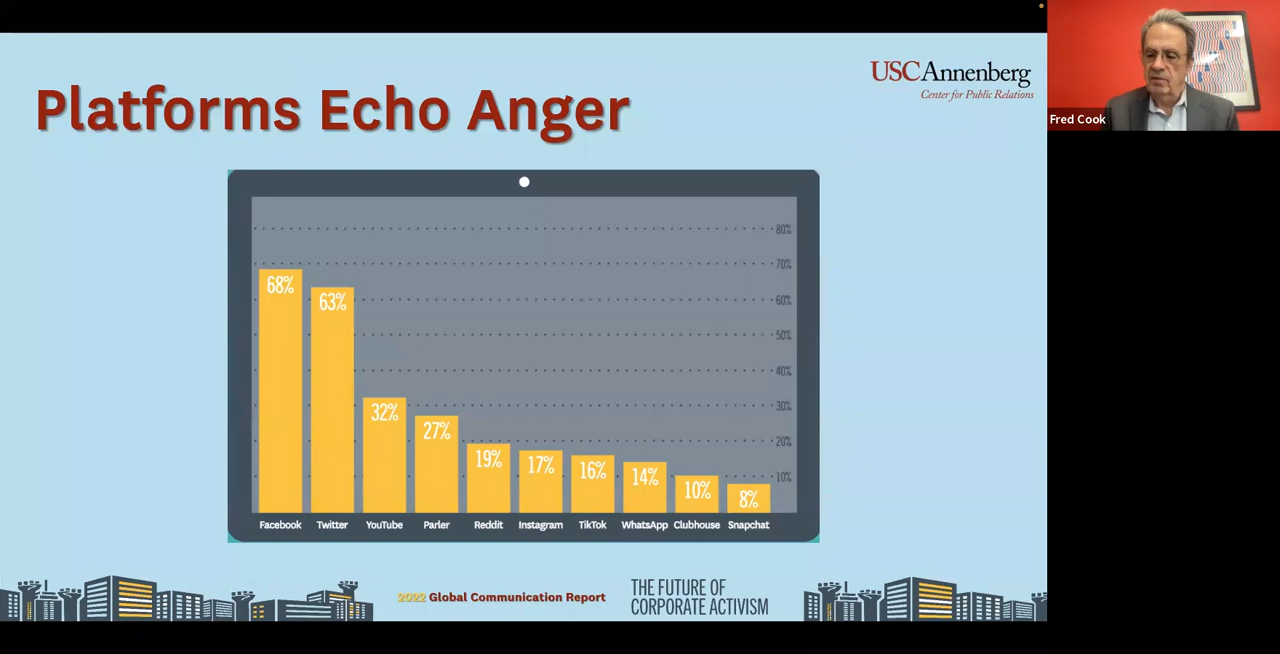 Platforms Echo Anger
USC Annenberg
Center for Public Relations
Fred Cook
80%
70%
60%
50%
40%
30%
20%
10%
68%
63%
32%
27%
19%
17%
16%
14%
10%
8%
Facebook Twitter YouTube Parler Reddit Instagram TikTok WhatsApp Clubhouse Snapchat
2022 Global Communication Report
THE FUTURE OF
CORPORATE ACTIVISM